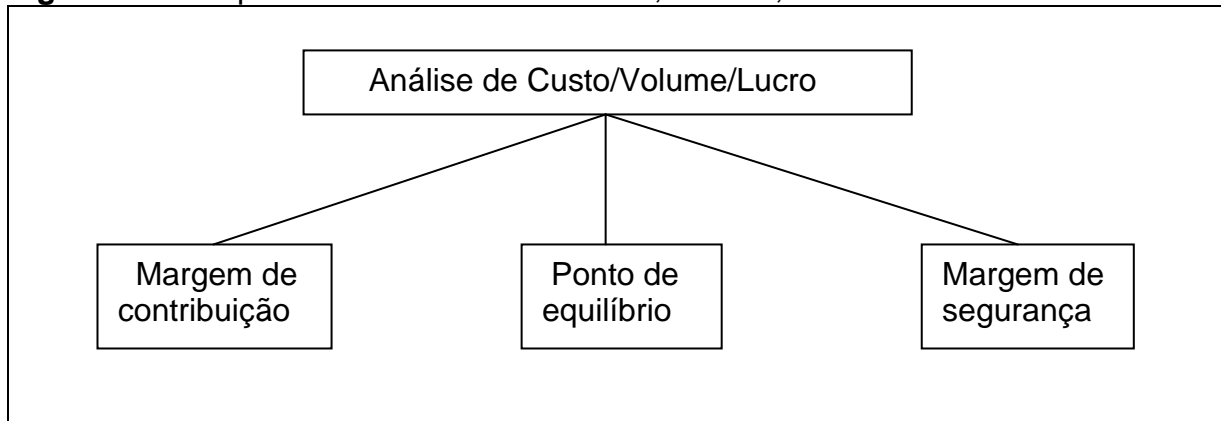 Análise de Custo/Volume/Lucro
Margem de
contribuição
Ponto de
equilíbrio
Margem de
segurança